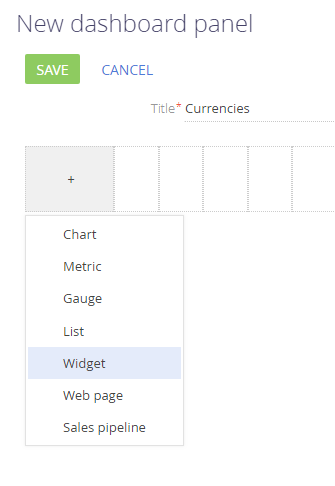 New dashboard panel
SAVE CANCEL
Title* Currencies
+
Chart
Metric
Gauge
List
Widget
Web page
Sales pipeline